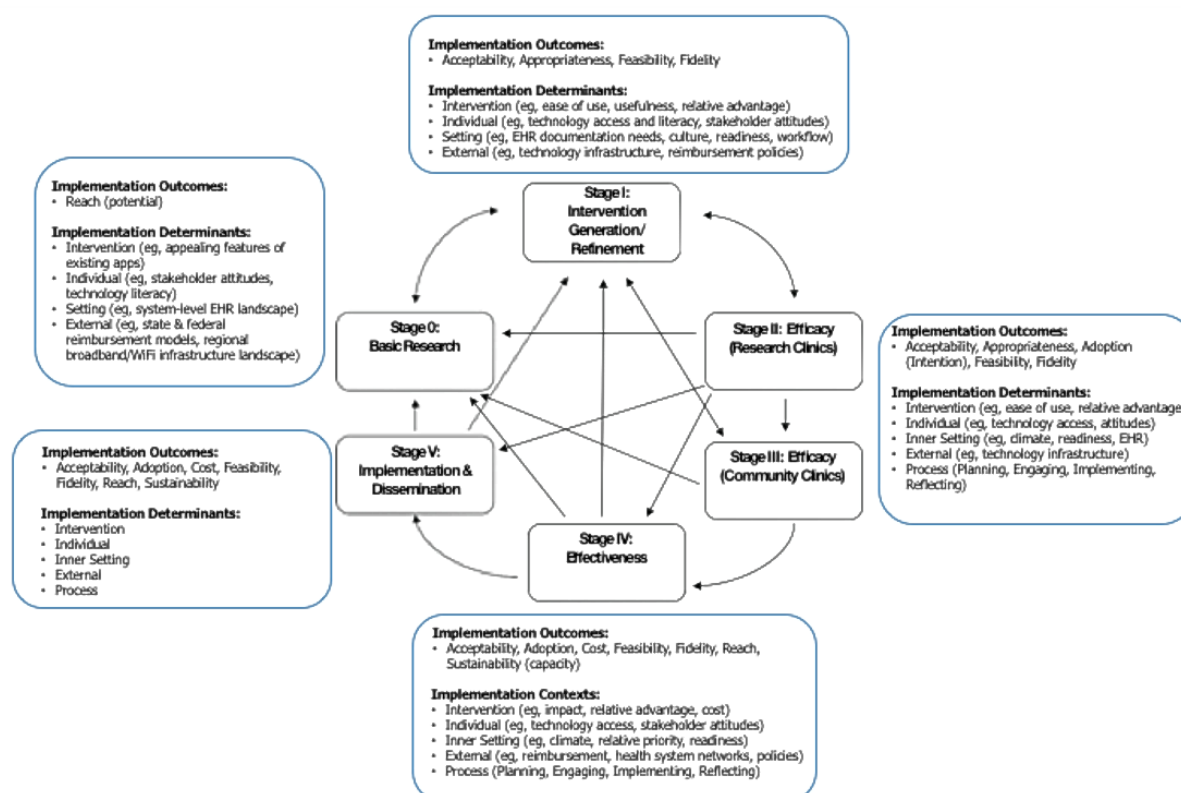 Implementation Outcomes:
• Acceptability, Appropriateness, Feasibility, Fidelity
Implementation Determinants:
• Intervention (eg, ease of use, usefulness, relative advantage)
• Individual (eg, technology access and literacy, stakeholder attitudes)
• Setting (eg, EHR documentation needs, culture, readiness, workflow)
• External (eg, technology infrastructure, reimbursement policies)
Implementation Outcomes:
• Reach (potential)
Implementation Determinants:
• Intervention (eg, appealing features of
existing apps)
• Individual (eg, stakeholder attitudes,
technology literacy)
• Setting (eg, system-level EHR landscape)
• External (eg, state & federal
reimbursement models, regional
broadband/WiFi infrastructure landscape)
Stage I:
Intervention
Generation/
Refinement
Stage 0:
Basic Research
Stage II: Efficacy
(Research Clinics)
Implementation Outcomes:
• Acceptability, Appropriateness, Adoption
(Intention), Feasibility, Fidelity
Implementation Determinants:
• Intervention (eg, ease of use, relative advantage
• Individual (eg, technology access, attitudes)
• Inner Setting (eg, climate, readiness, EHR)
• External (eg, technology infrastructure)
• Process (Planning, Engaging, Implementing,
Reflecting)
Implementation Outcomes:
• Acceptability, Adoption, Cost, Feasibility,
Fidelity, Reach, Sustainability
Implementation Determinants:
• Intervention
• Individual
• Inner Setting
• External
• Process
Stage V:
Implementation &
Dissemination
Stage III: Efficacy
(Community Clinics)
Stage IV:
Effectiveness
Implementation Outcomes:
• Acceptability, Adoption, Cost, Feasibility, Fidelity, Reach,
Sustainability (capacity)
Implementation Contexts:
• Intervention (eg, impact, relative advantage, cost)
• Individual (eg, technology access, stakeholder attitudes)
• Inner Setting (eg, climate, relative priority, readiness)
• External (eg, reimbursement, health system networks, policies)
• Process (Planning, Engaging, Implementing, Reflecting)